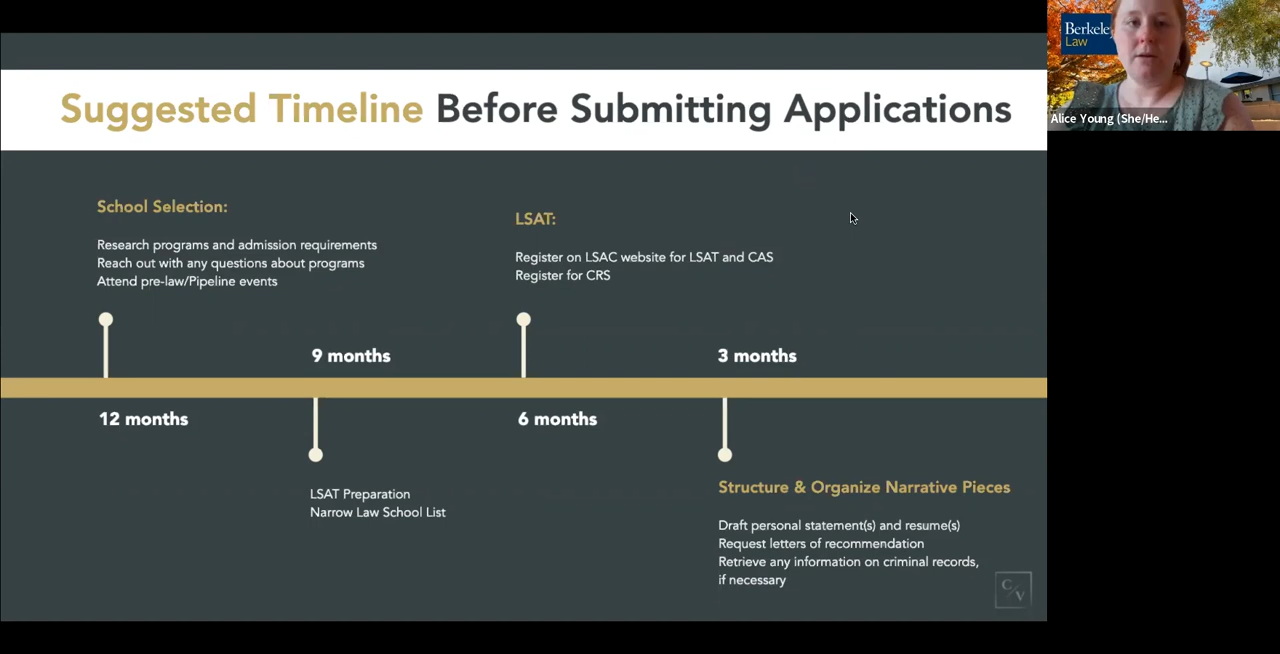 Suggested Timeline Before Submitting Applications
School Selection:
Research programs and admission requirements
Reach out with any questions about programs
Attend pre-law/Pipeline events
LSAT:
Register on LSAC website for LSAT and CAS
Register for CRS
9 months
3 months
12 months
6 months
LSAT Preparation
Narrow Law School List
Structure & Organize Narrative Pieces
Draft personal statement(s) and resume(s)
Request letters of recommendation
Retrieve any information on criminal records,
if necessary
C/V
Berkele
Law
Alice Young (She/He...